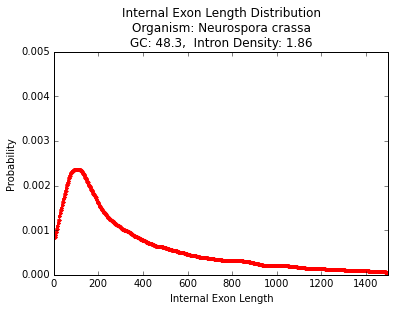 Internal Exon Length Distribution
Organism: Neurospora crassa
GC: 48.3,  Intron Density: 1.86
0.005
0.004
0.003
0.002
0.001
0.000
Probability
0
200
400
600
800
1000
1200
1400
Internal Exon Length